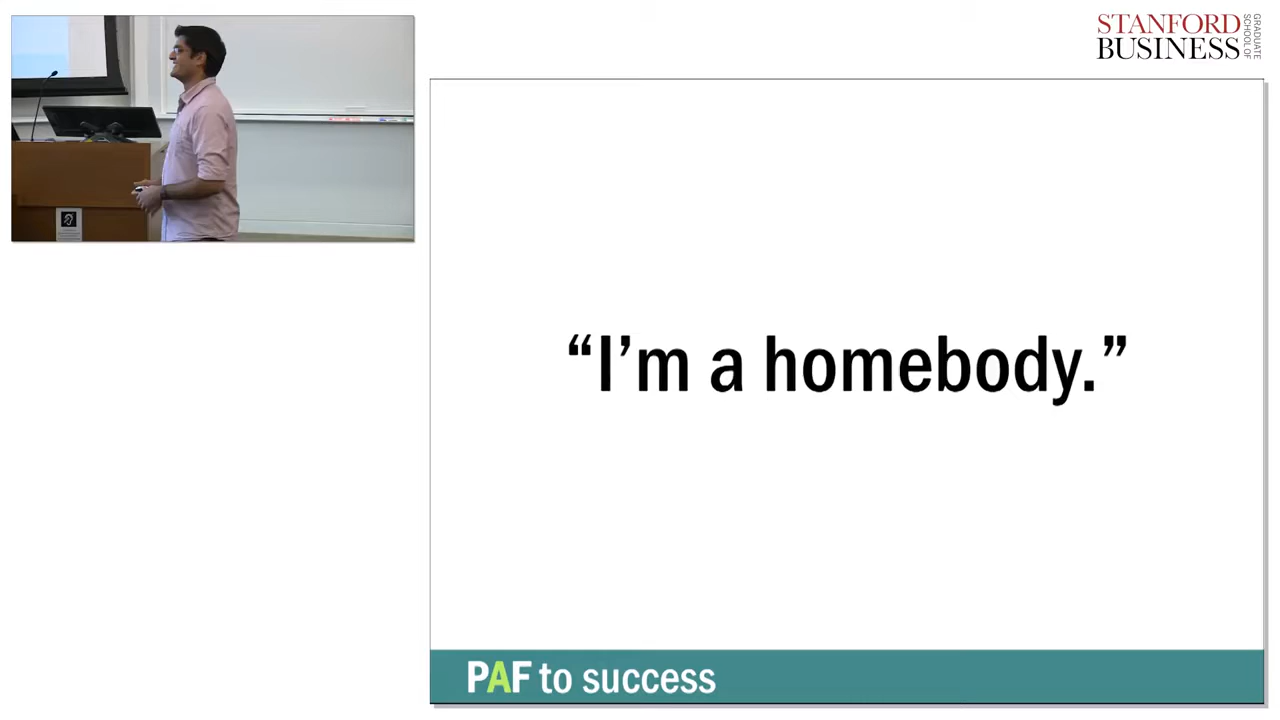 STANFORD
BUSINESS
GRADUATE
SCHOOL OF
“I’m a homebody.”
PAF to success